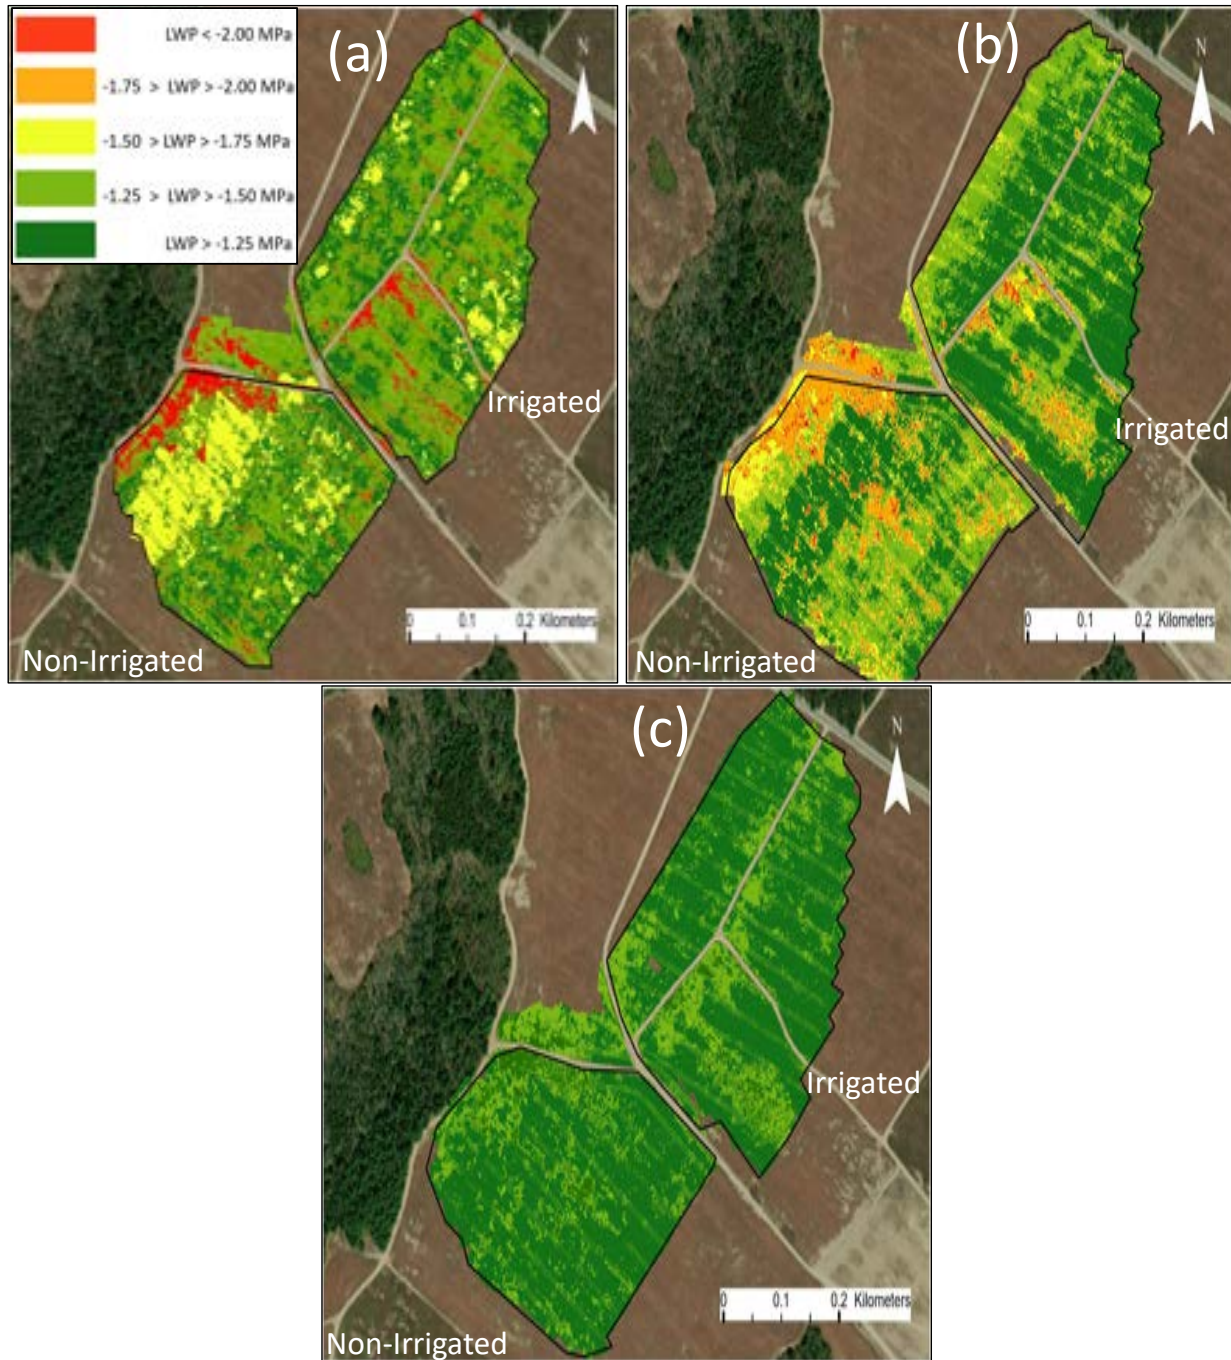 LWP < -2.00 MPa
-1.75 > LWP > -2.00 MPa
-1.50 > LWP > -1.75 MPa
-1.25 > LWP > -1.50 MPa
LWP > -1.25 MPa
(a)
N
Irrigated
0 0.1 0.2 Kilometers
Non-Irrigated
(b)
N
Irrigated
0 0.1 0.2 Kilometers
Non-Irrigated
(c)
N
Irrigated
0 0.1 0.2 Kilometers
Non-Irrigated